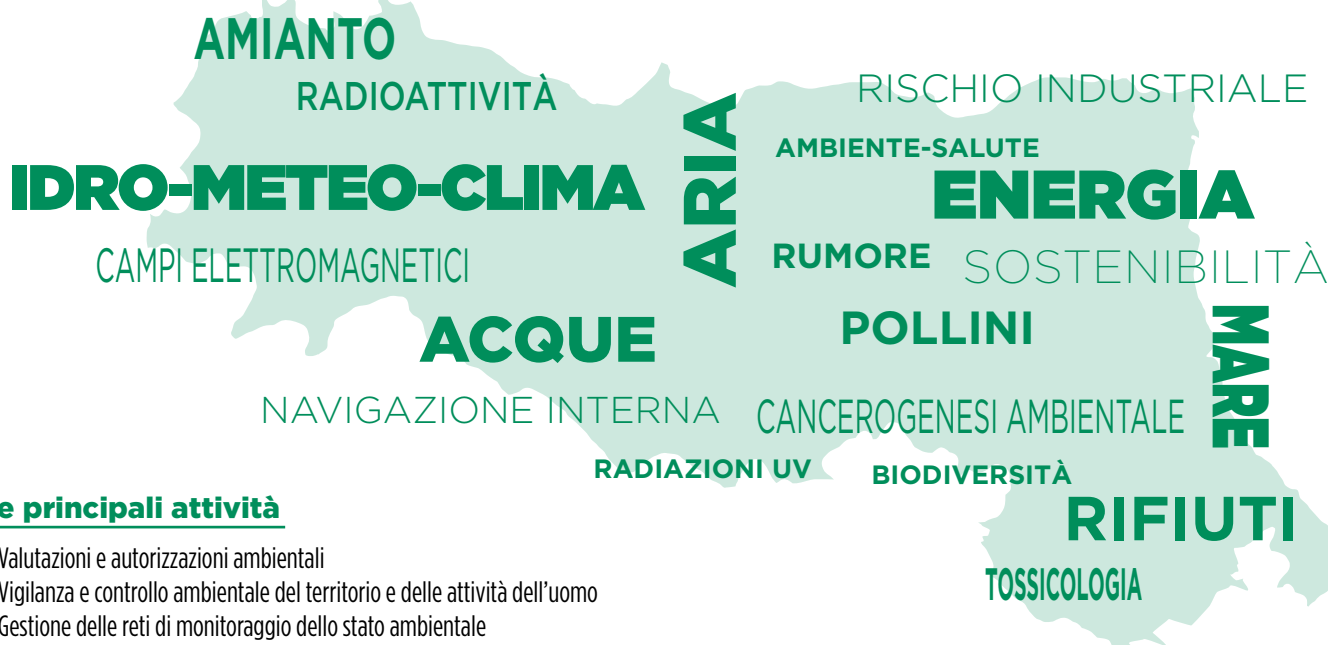 AMIANTO
RADIOATTIVITÀ
RISCHIO INDUSTRIALE
ARIA
AMBIENTE-SALUTE
IDRO-METEO-CLIMA
ENERGIA
CAMPI ELETTROMAGNETICI
RUMORE
SOSTENIBILITÀ
ACQUE
POLLINI
MARE
NAVIGAZIONE INTERNA
CANCEROGENESI AMBIENTALE
RADIAZIONI UV
BIODIVERSITÀ
RIFIUTI
TOSSICOLOGIA
e principali attività
Valutazioni e autorizzazioni ambientali
Vigilanza e controllo ambientale del territorio e delle attività dell’uomo
Gestione delle reti di monitoraggio dello stato ambientale